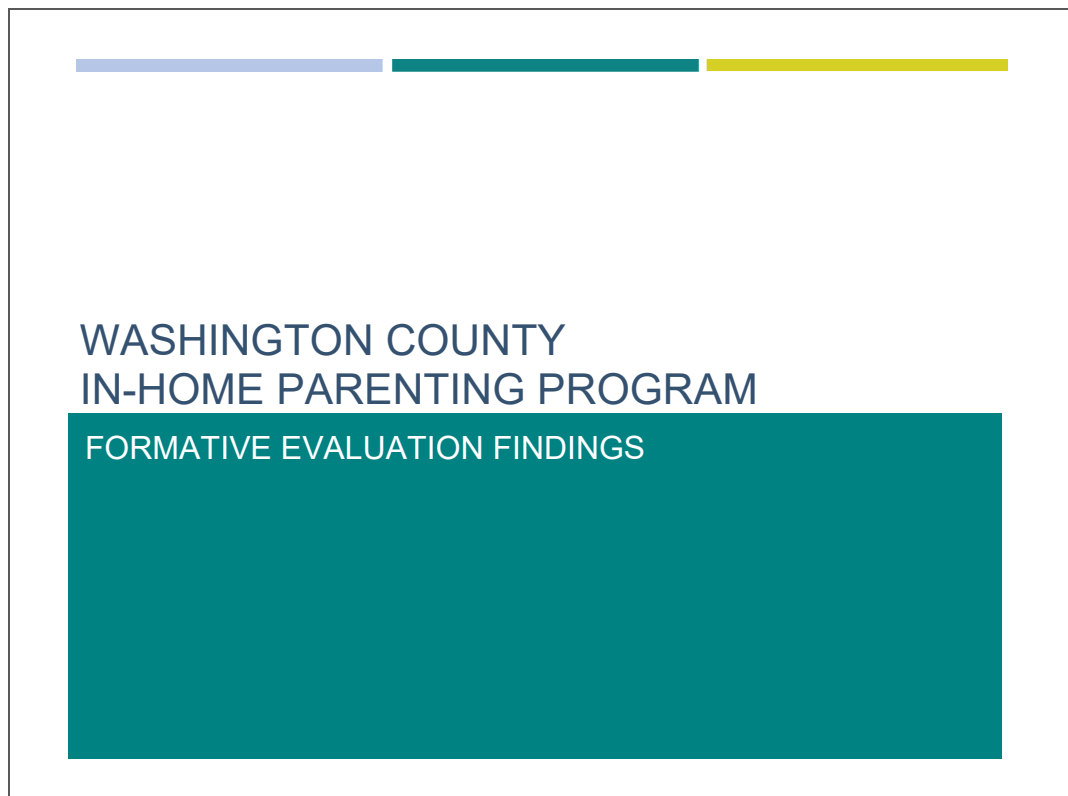 WASHINGTON COUNTY
IN-HOME PARENTING PROGRAM
FORMATIVE EVALUATION FINDINGS